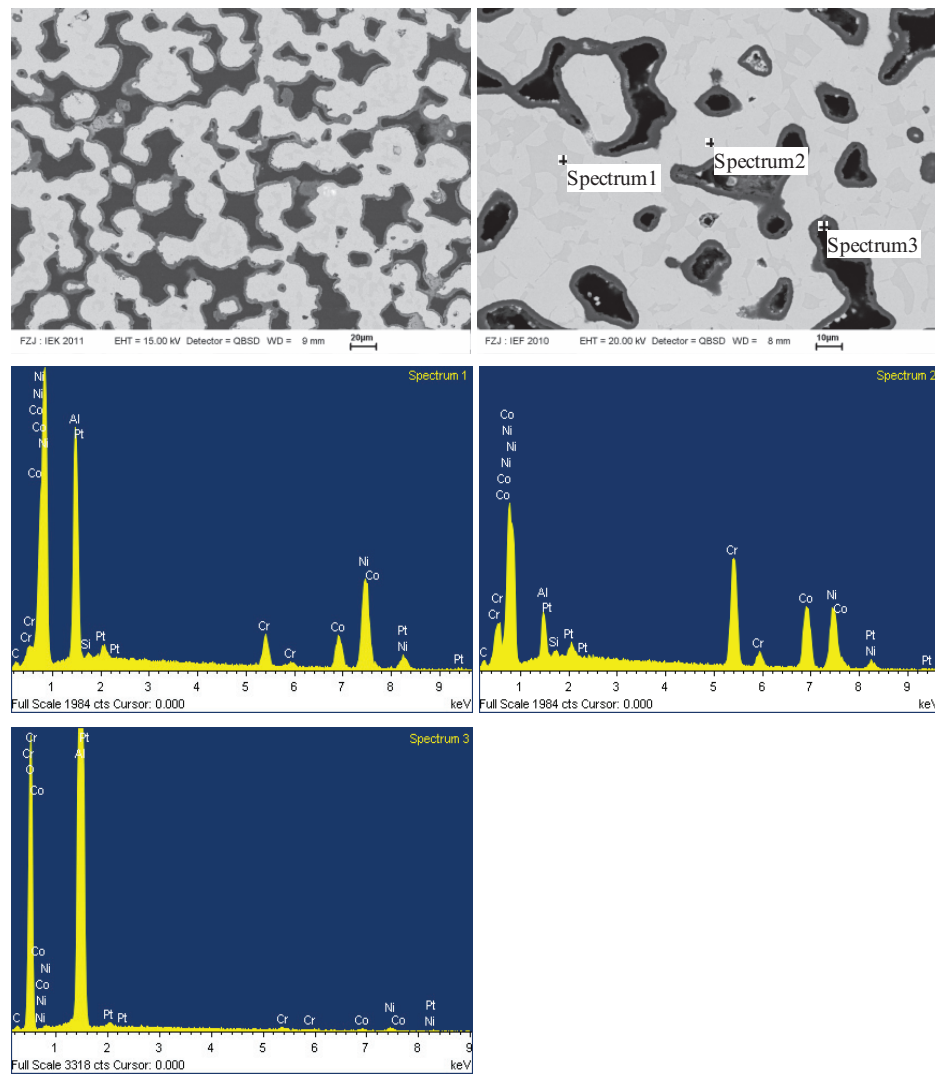 Spectrum1
Spectrum2
Spectrum3
FZJ : IEK 2011 EHT = 15.00 kV Detector = QBSD WD = 9 mm 20µm
FZJ : IEF 2010 EHT = 20.00 kV Detector = QBSD WD = 8 mm 10µm
Spectrum 1
Ni
Ni
Co
Co
Ni
Co
Al
Pt
Cr
Cr
C
Si
Pt
Pt
Cr
Cr
Co
Ni
Co
Pt
Ni
Pt
1 2 3 4 5 6 7 8 9
Full Scale 1984 cts Cursor: 0.000 keV
Spectrum 2
Co
Ni
Ni
Ni
Co
Co
Cr
Cr
C
Al
Pt
Si
Pt
Pt
Cr
Cr
Co
Ni
Co
Pt
Ni
Pt
1 2 3 4 5 6 7 8 9
Full Scale 1984 cts Cursor: 0.000 keV
Spectrum 3
Cr
Cr
O
Co
Pt
Al
Co
Ni
Co
Ni
Ni
C
Pt
Pt
Cr
Cr
Co
Ni
Co
Pt
Ni
1 2 3 4 5 6 7 8 9
Full Scale 3318 cts Cursor: 0.000 keV